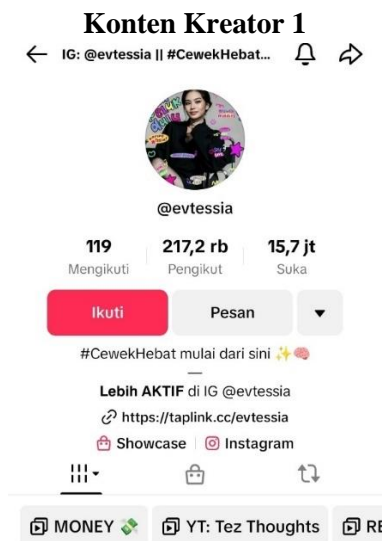 Konten Kreator 1
IG: @evtessia || #CewekHebat...
@evtessia
119 217,2 rb 15,7 jt
Mengikuti Pengikut Suka
Ikuti Pesan
#CewekHebat mulai dari sini ✨🧠
—
Lebih AKTIF di IG @evtessia
https://taplink.cc/evtessia
Showcase Instagram
MONEY 💸 YT: Tez Thoughts RE